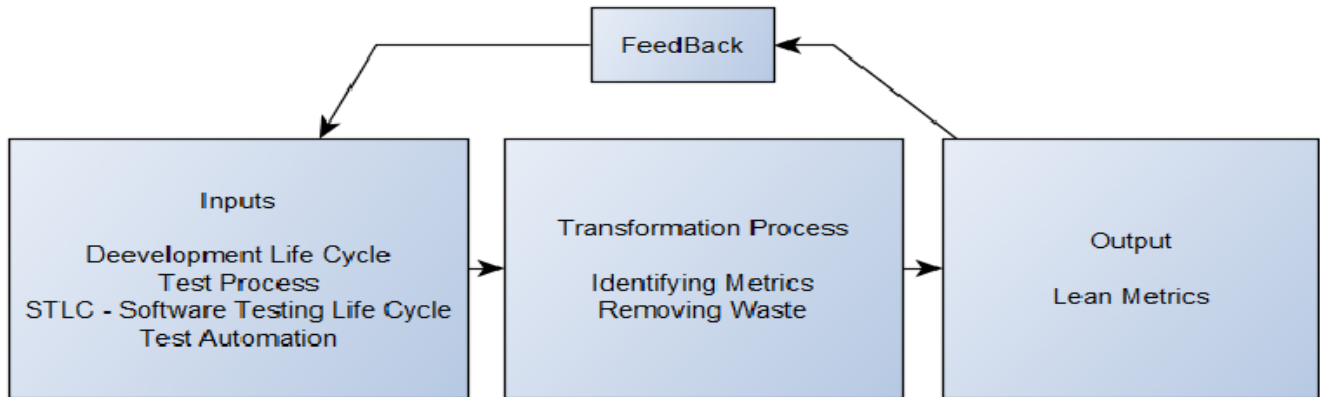 FeedBack
Inputs
Deevelopment Life Cycle
Test Process
STLC - Software Testing Life Cycle
Test Automation
Transformation Process
Identifying Metrics
Removing Waste
Output
Lean Metrics